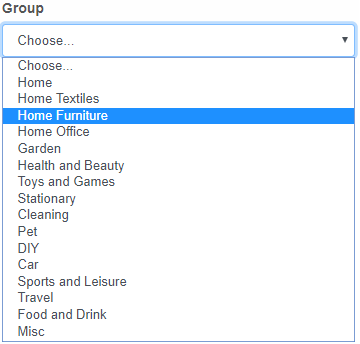 Group
Choose...
Choose...
Home
Home Textiles
Home Furniture
Home Office
Garden
Health and Beauty
Toys and Games
Stationary
Cleaning
Pet
DIY
Car
Sports and Leisure
Travel
Food and Drink
Misc